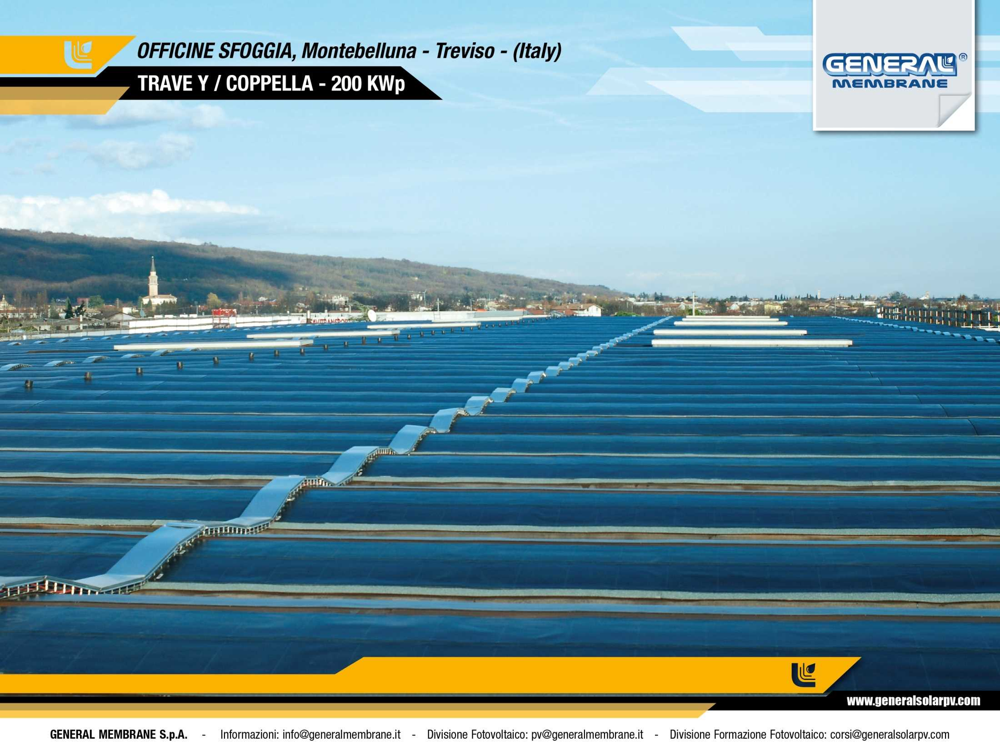 OFFICINE SFOGGIA, Montebelluna - Treviso - (Italy)
TRAVE Y / COPPELLA - 200 KWp
GENERAL ®
MEMBRANE
www.generalsolarpv.com
GENERAL MEMBRANE S.p.A. - Informazioni: info@generalmembrane.it - Divisione Fotovoltaico: pv@generalmembrane.it - Divisione Formazione Fotovoltaico: corsi@generalsolarpv.com